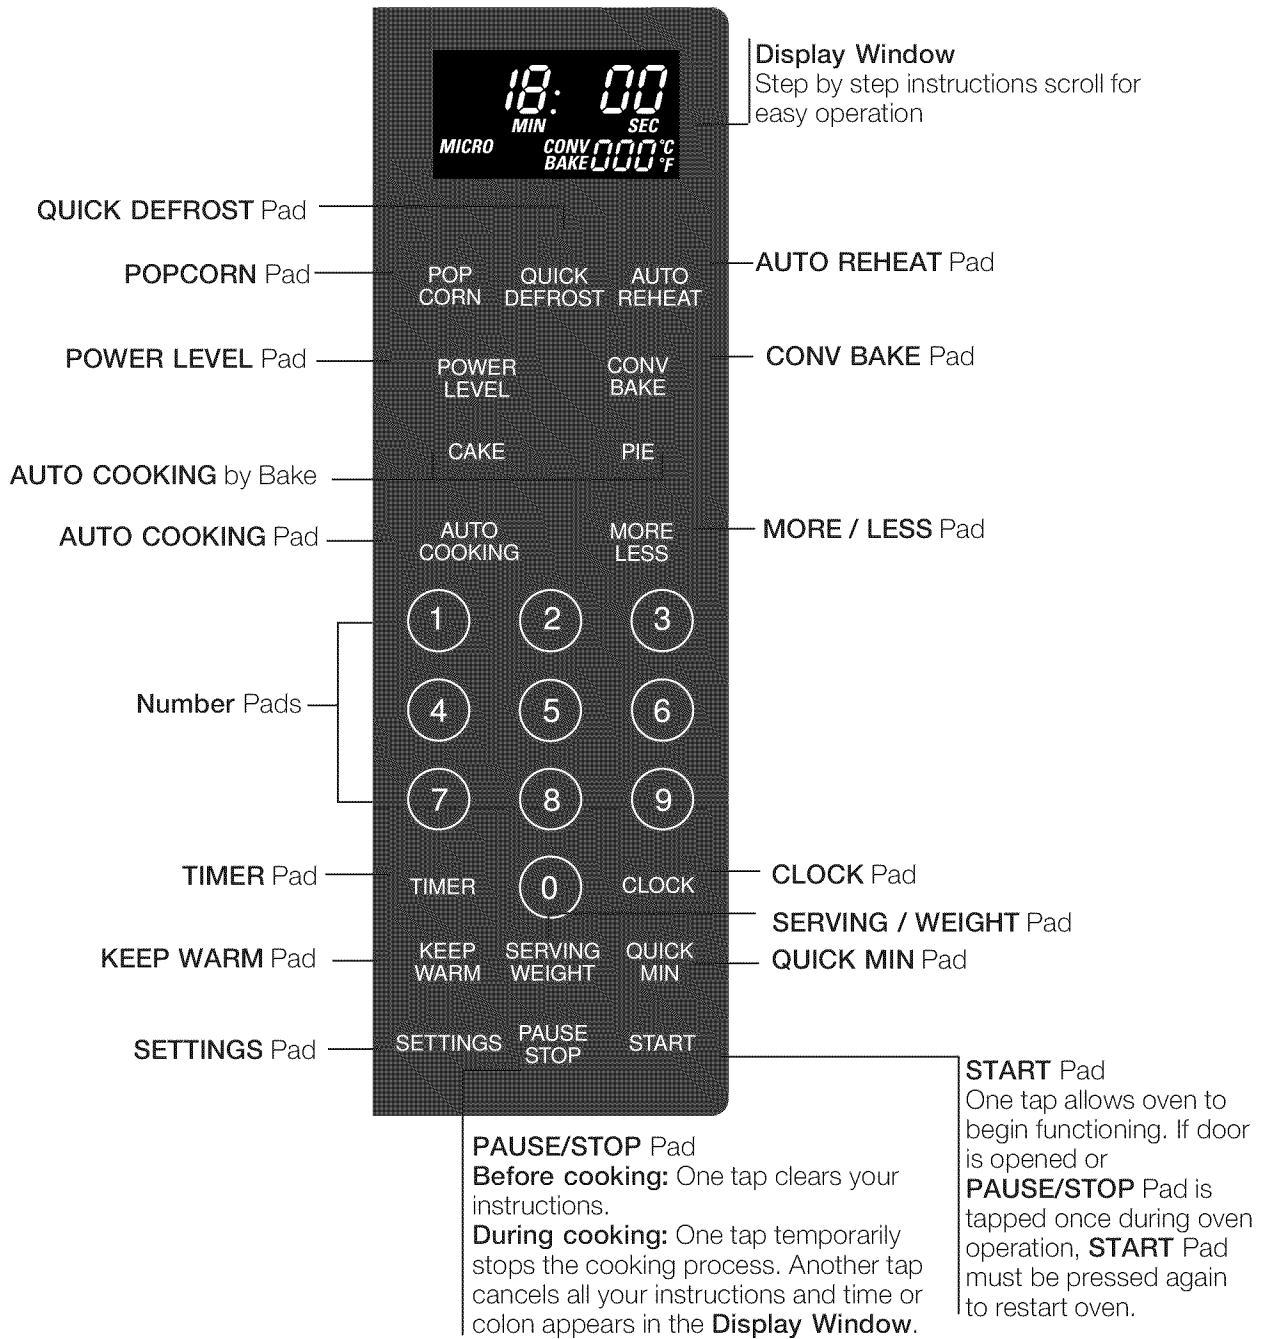 Display Window
Step by step instructions scroll for
easy operation
18: 00
MIN SEC
MICRO CONV BAKE 000 °C °F
QUICK DEFROST Pad
POPCORN Pad
AUTO REHEAT Pad
POP CORN
QUICK DEFROST
AUTO REHEAT
POWER LEVEL Pad
CONV BAKE Pad
POWER LEVEL
CONV BAKE
CAKE PIE
AUTO COOKING by Bake
AUTO COOKING Pad
MORE / LESS Pad
AUTO COOKING
MORE LESS
1 2 3
Number Pads
4 5 6
7 8 9
TIMER Pad
TIMER 0 CLOCK
CLOCK Pad
SERVING / WEIGHT Pad
KEEP WARM Pad
KEEP WARM
SERVING WEIGHT
QUICK MIN
QUICK MIN Pad
SETTINGS Pad
SETTINGS
PAUSE STOP
START
START Pad
One tap allows oven to
begin functioning. If door
is opened or
PAUSE/STOP Pad is
tapped once during oven
operation, START Pad
must be pressed again
to restart oven.
PAUSE/STOP Pad
Before cooking: One tap clears your
instructions.
During cooking: One tap temporarily
stops the cooking process. Another tap
cancels all your instructions and time or
colon appears in the Display Window.